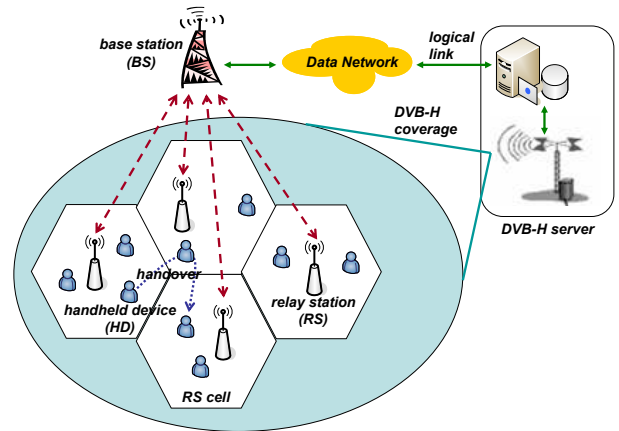 base station
(BS)
Data Network
logical
link
DVB-H
coverage
DVB-H server
handover
handheld device
(HD)
relay station
(RS)
RS cell